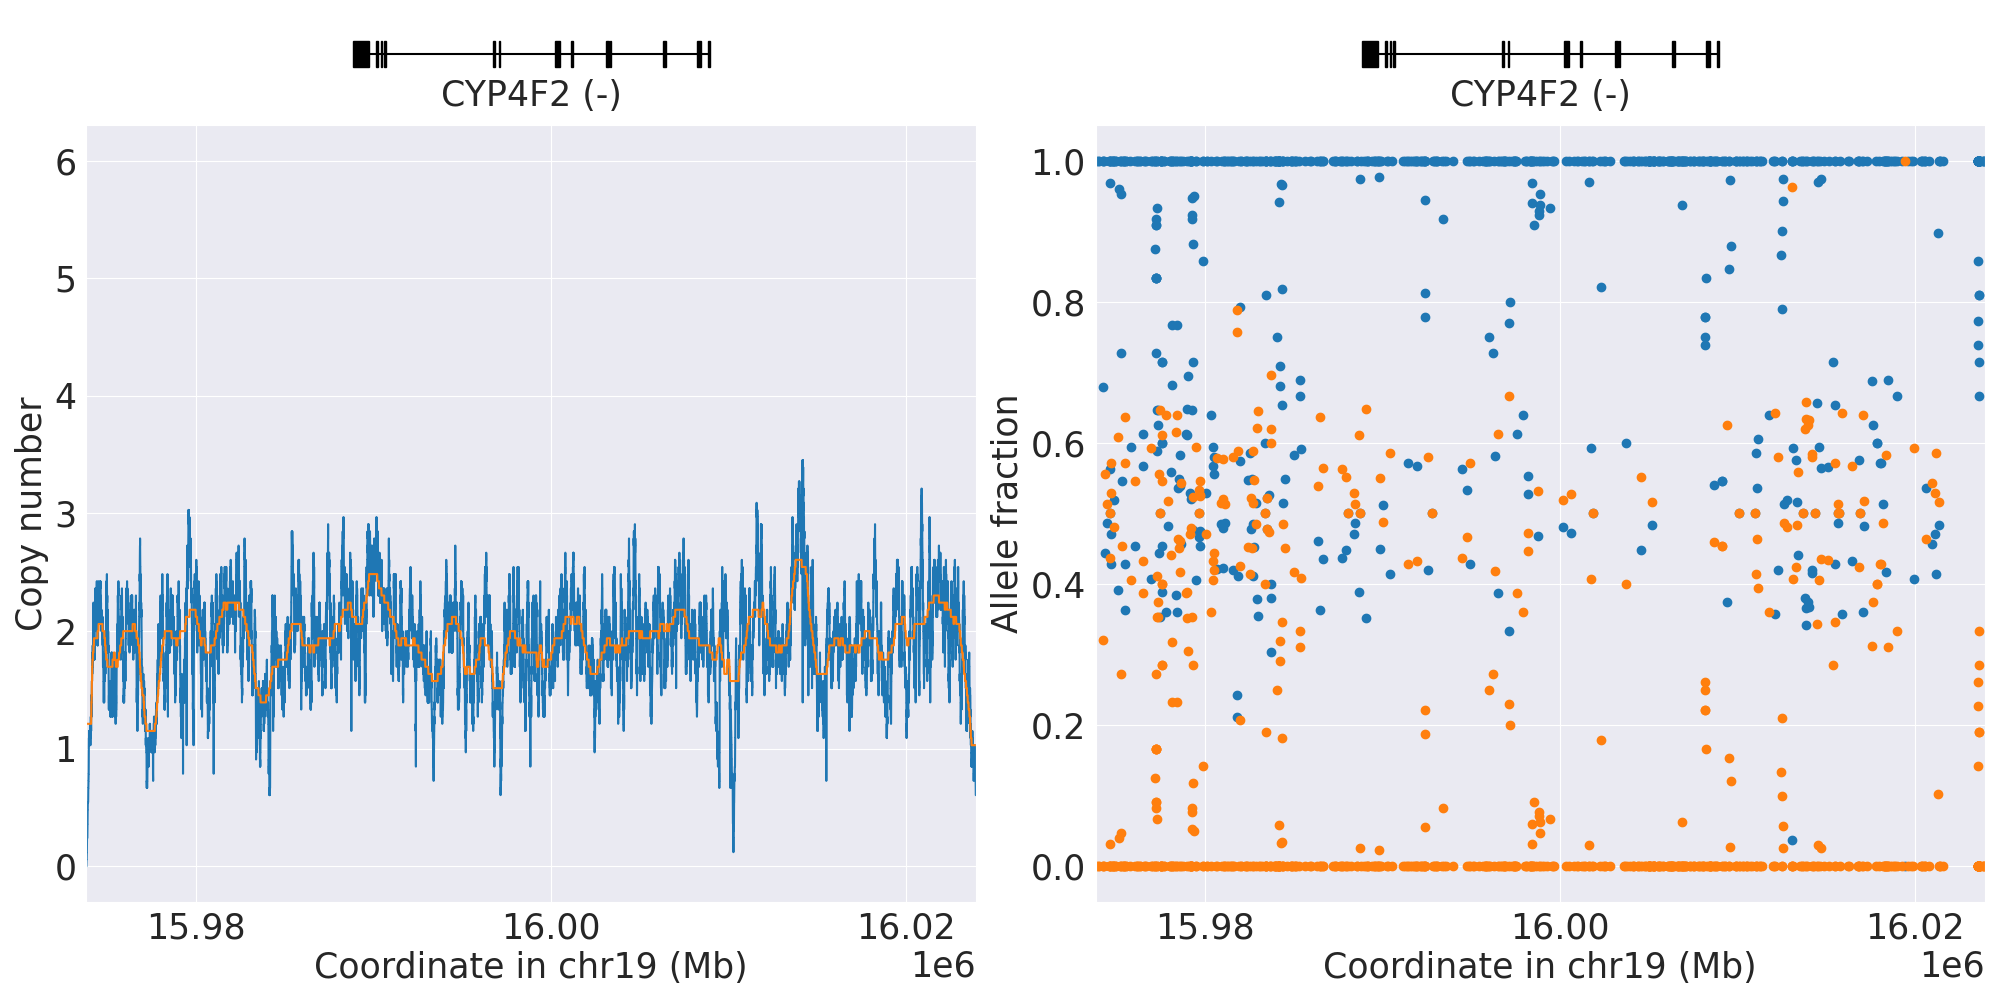 CYP4F2 (-)
6
5
4
3
2
1
0
Copy number
15.98
16.00
16.02
Coordinate in chr19 (Mb)
1e6
CYP4F2 (-)
1.0
0.8
0.6
0.4
0.2
0.0
Allele fraction
15.98
16.00
16.02
Coordinate in chr19 (Mb)
1e6